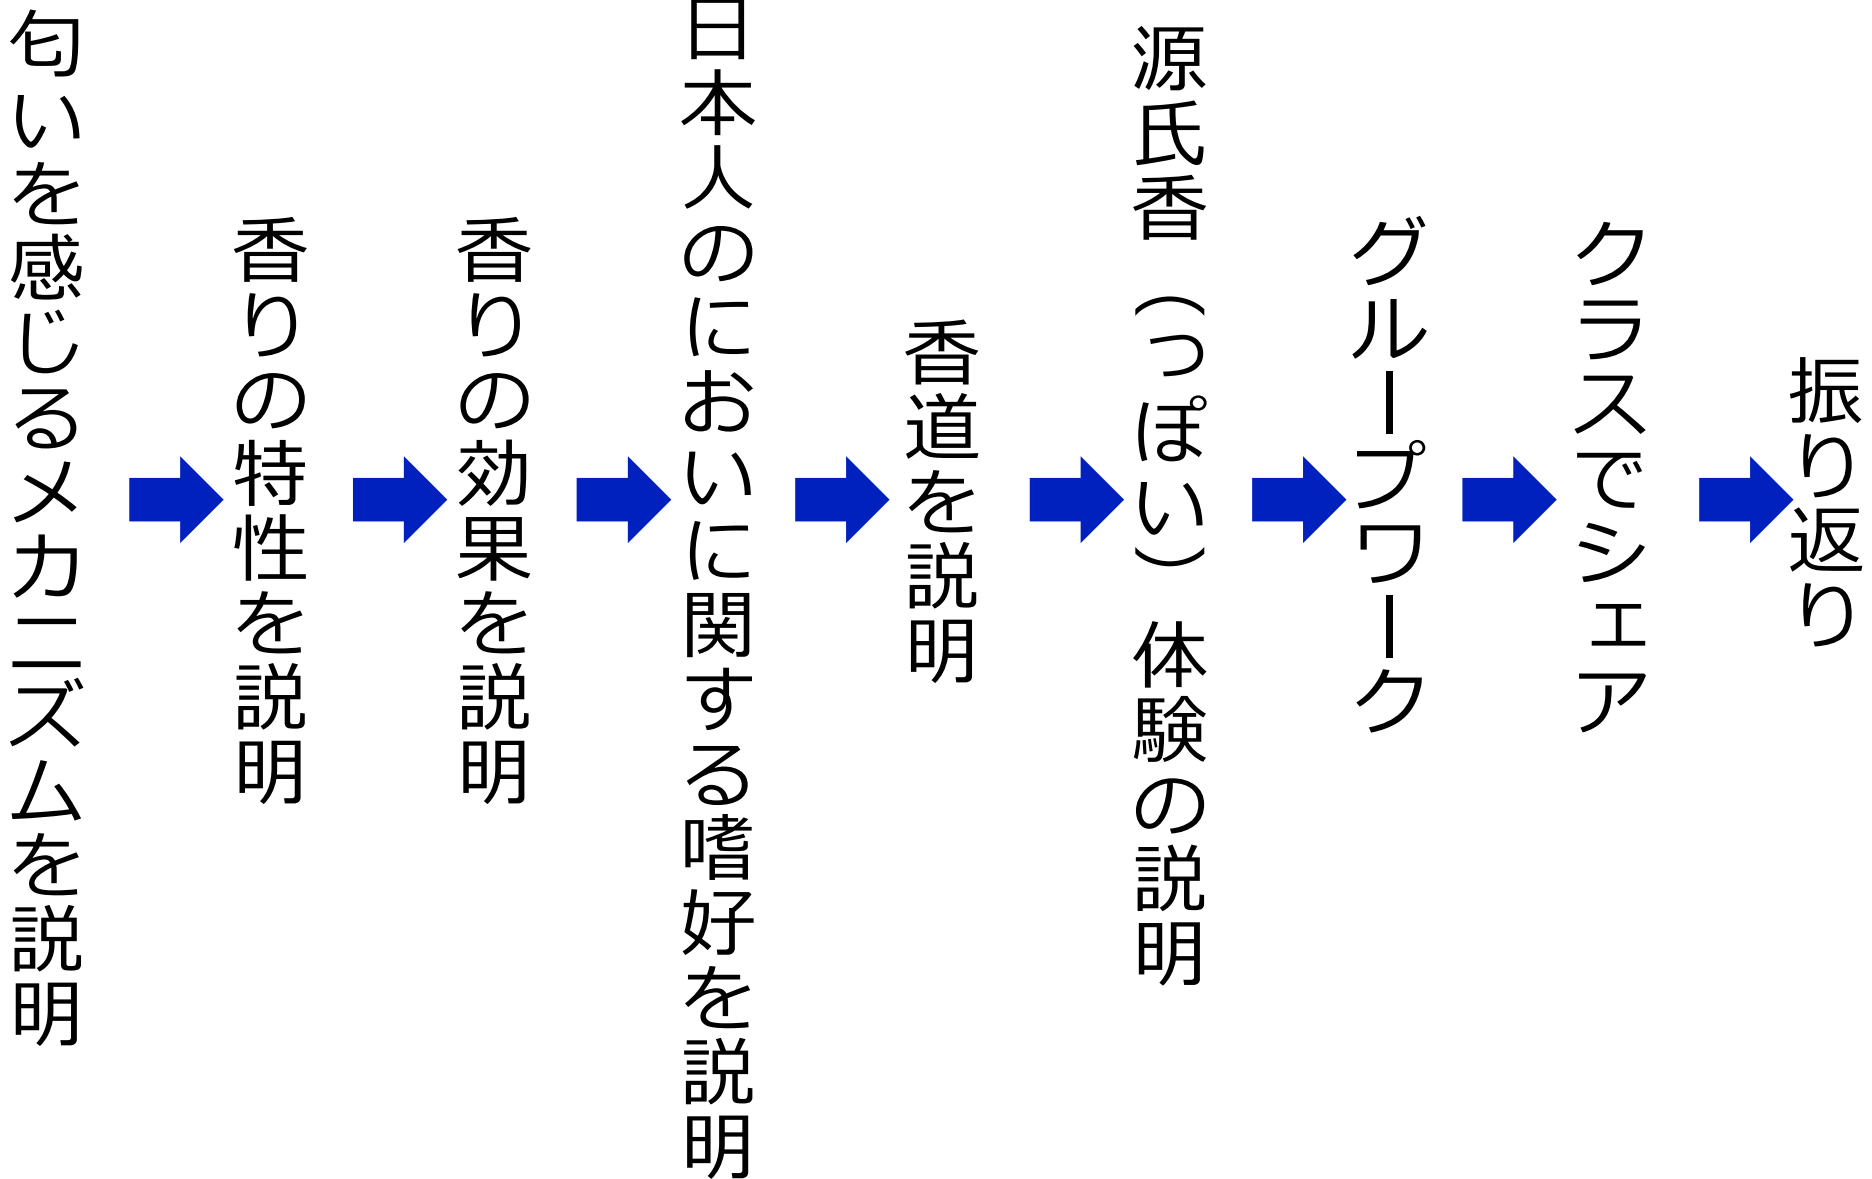 匂いを感じるメカニズムを説明
香りの特性を説明
香りの効果を説明
日本人のにおいに関する嗜好を説明
香道を説明
源氏香（っぽい）体験の説明
グループワーク
クラスでシェア
振り返り